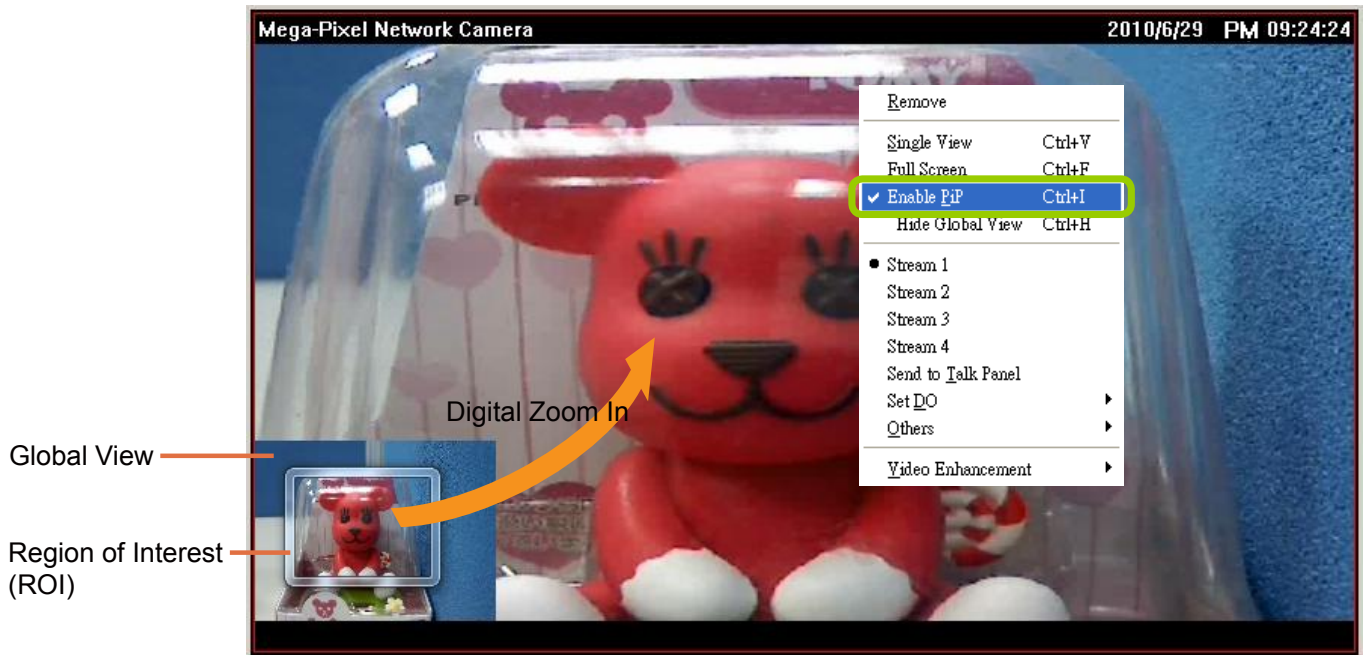 Mega-Pixel Network Camera 2010/6/29 PM 09:24:24
Remove
Single View Ctrl+V
Full Screen Ctrl+F
Enable PiP Ctrl+I
Hide Global View Ctrl+H
Stream 1
Stream 2
Stream 3
Stream 4
Send to Talk Panel
Set DO
Others
Video Enhancement
Digital Zoom In
Global View
Region of Interest
(ROI)